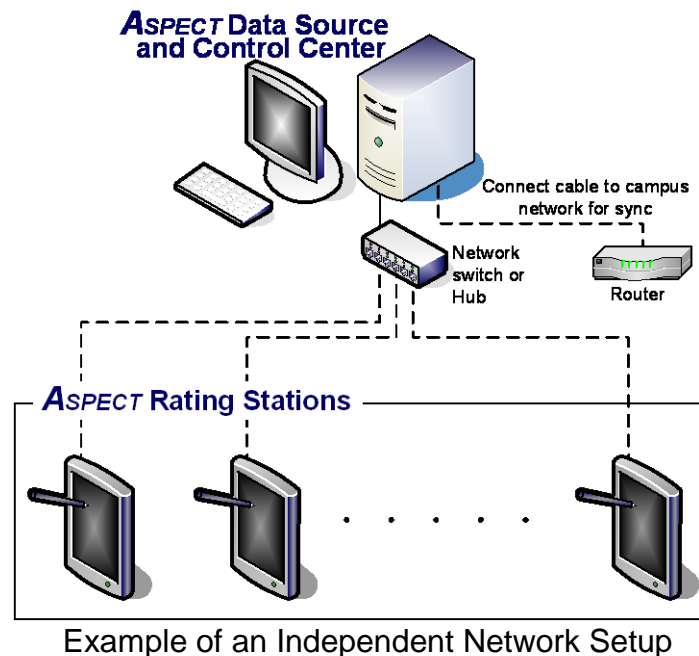 ASPECT Data Source
and Control Center
Connect cable to campus
network for sync
Network
switch or
Hub
Router
ASPECT Rating Stations
Example of an Independent Network Setup